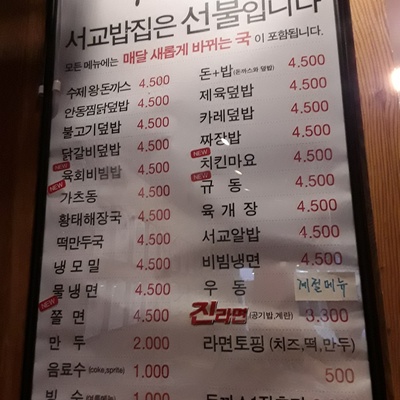 서교밥집은 선불입니다
모든 메뉴에는 매달 새롭게 바뀌는 국 이 포함됩니다.
수제 왕돈까스 4.500
안동찜닭덮밥 4.500
불고기덮밥 4.500
닭갈비덮밥 4.500
NEW 육회비빔밥 4.500
NEW 가츠동 4.500
황태해장국 4.500
떡만두국 4.500
냉모밀 4.500
물냉면 4.500
NEW 쫄면 4.500
만두 2.000
음료수 (coke,sprite) 1.000
빙수 1.000
돈+밥 (돈까스와 덮밥) 4.500
제육덮밥 4.500
카레덮밥 4.500
짜장밥 4.500
NEW 치킨마요 4.500
NEW 규동 4.500
육개장 4.500
서교알밥 4.500
비빔냉면 4.500
우동 계절메뉴
진라면 (공기밥,계란) 3.300
라면토핑 (치즈,떡,만두)
500